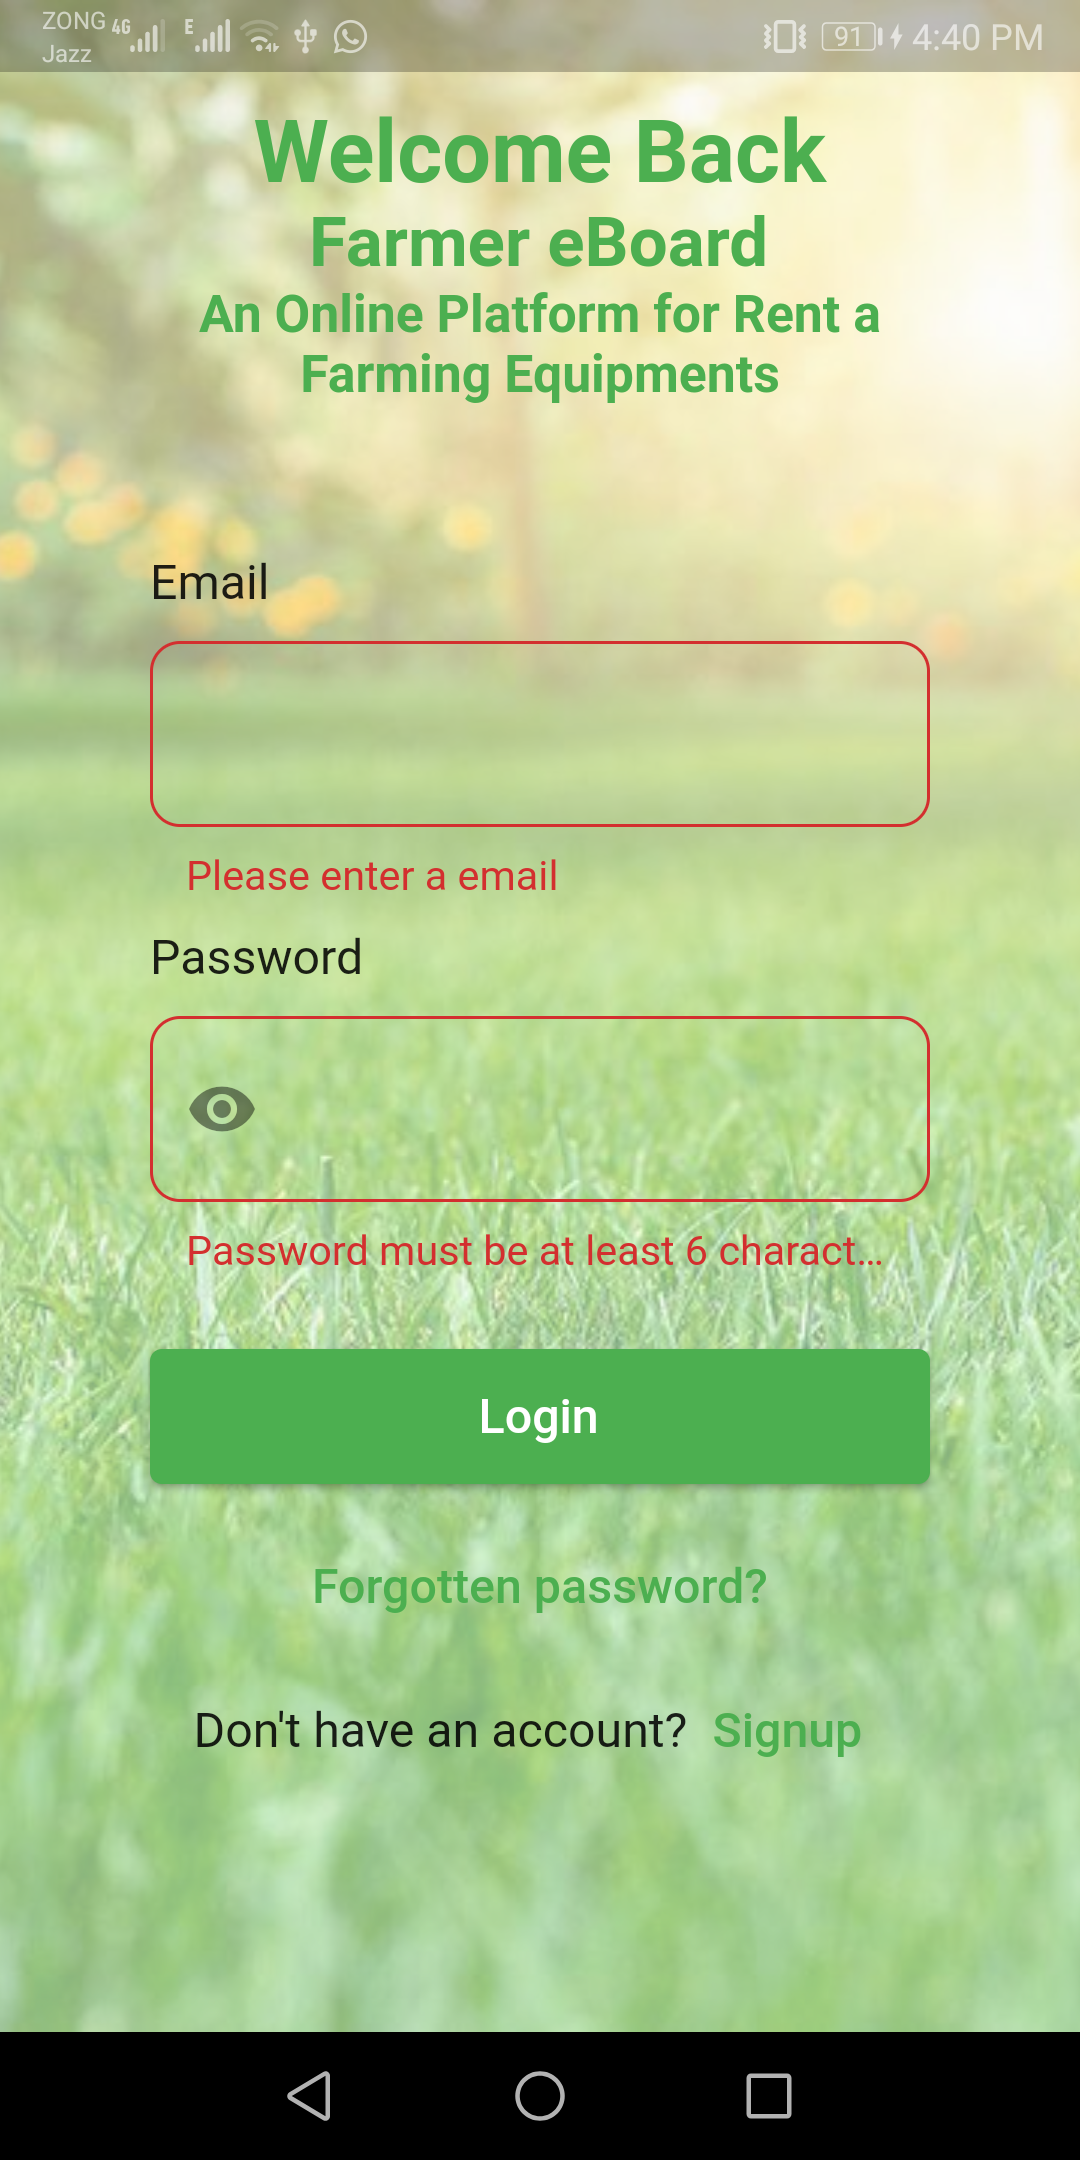 ZONG 4G E 91 4:40 PM
Jazz
Welcome Back
Farmer eBoard
An Online Platform for Rent a
Farming Equipments
Email
Please enter a email
Password
Password must be at least 6 charact...
Login
Forgotten password?
Don't have an account? Signup